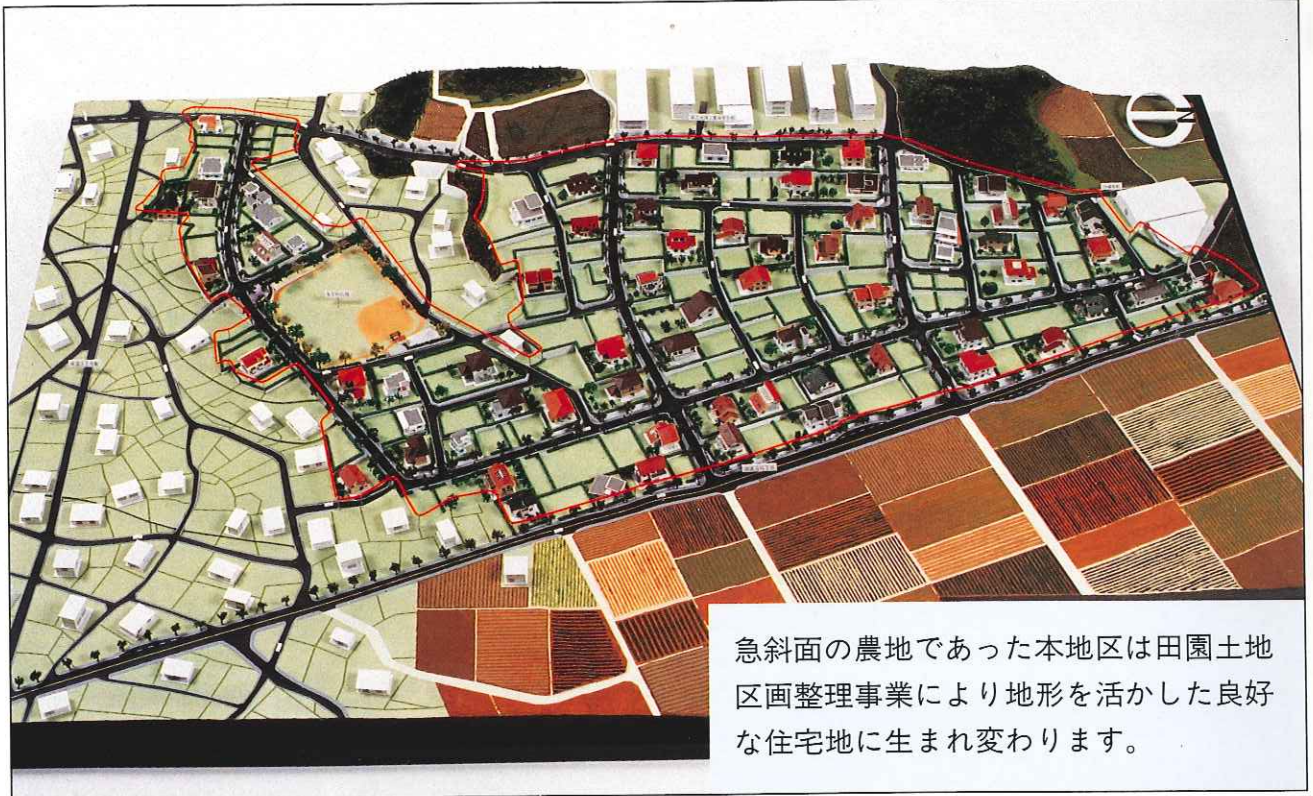 N
急斜面の農地であった本地区は田園土地
区画整理事業により地形を活かした良好
な住宅地に生まれ変わります。